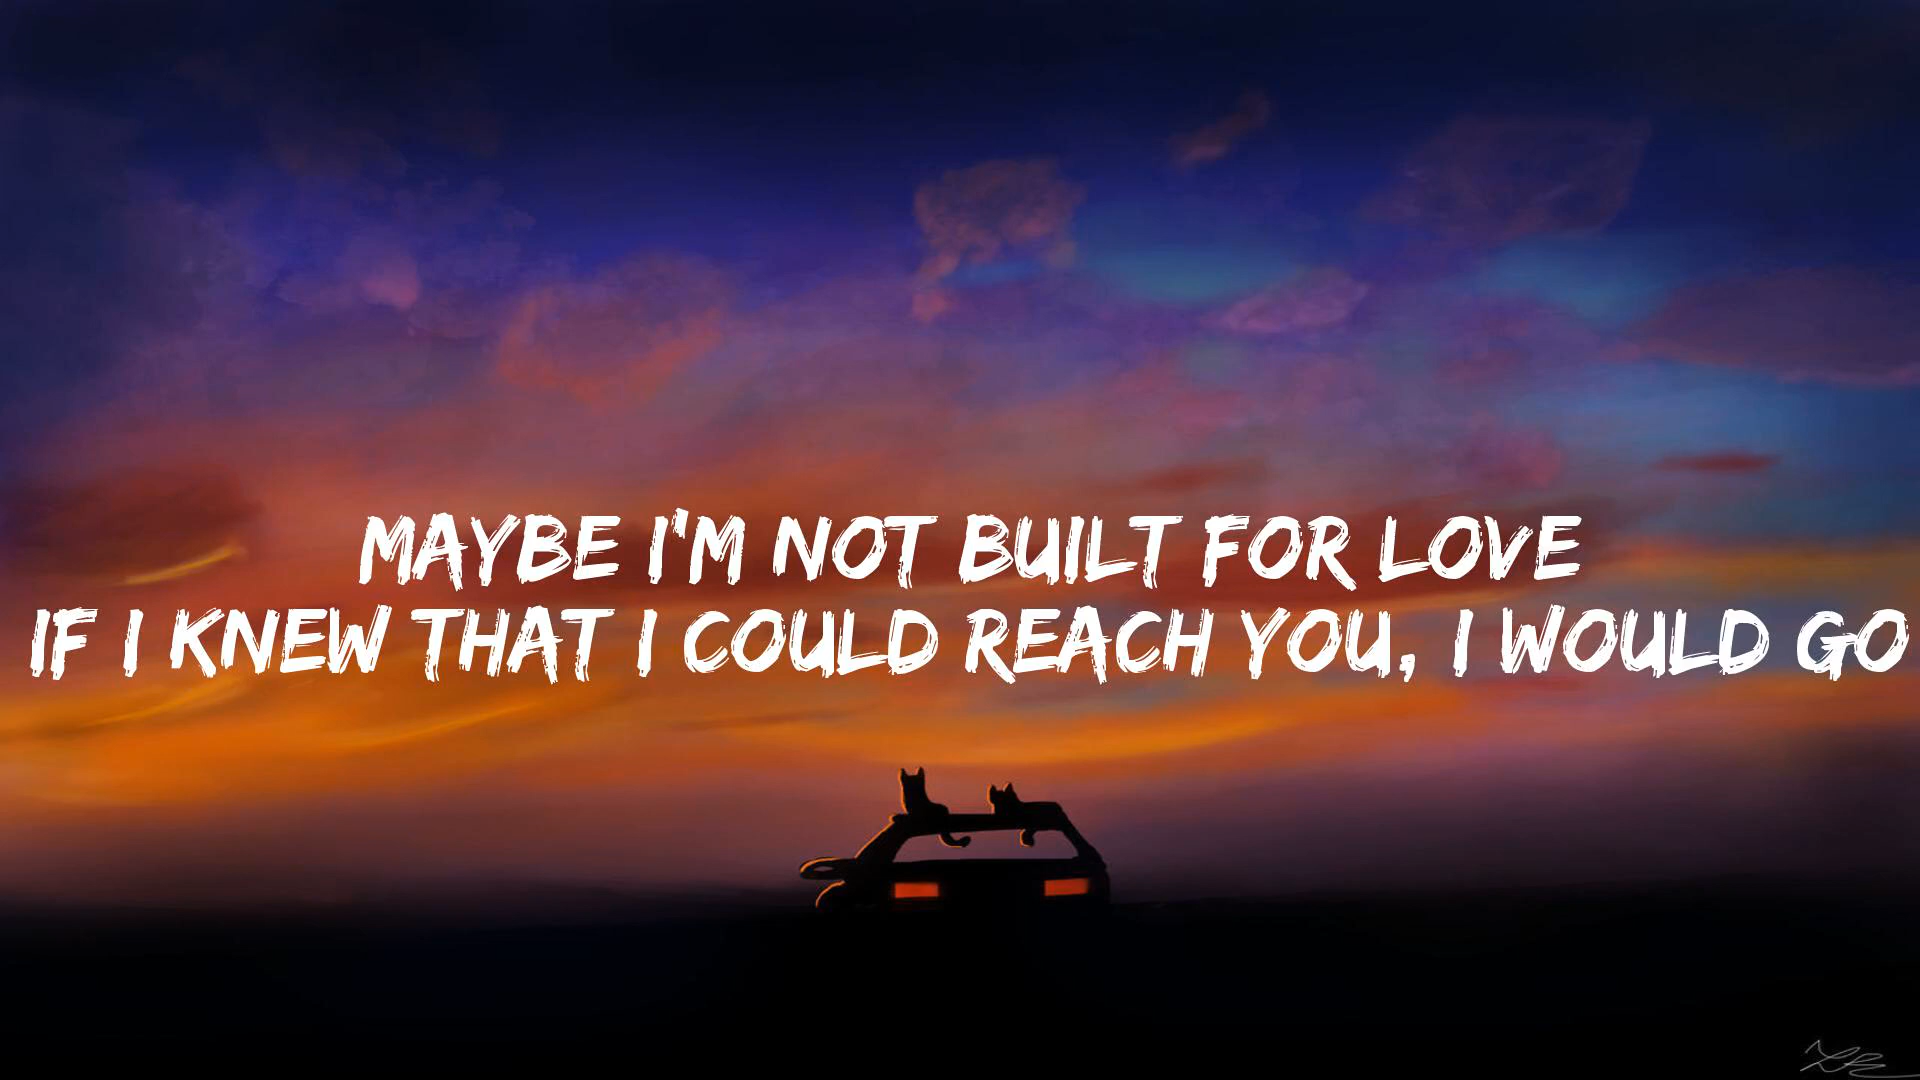 MAYBE I'M NOT BUILT FOR LOVE
IF I KNEW THAT I COULD REACH YOU, I WOULD GO